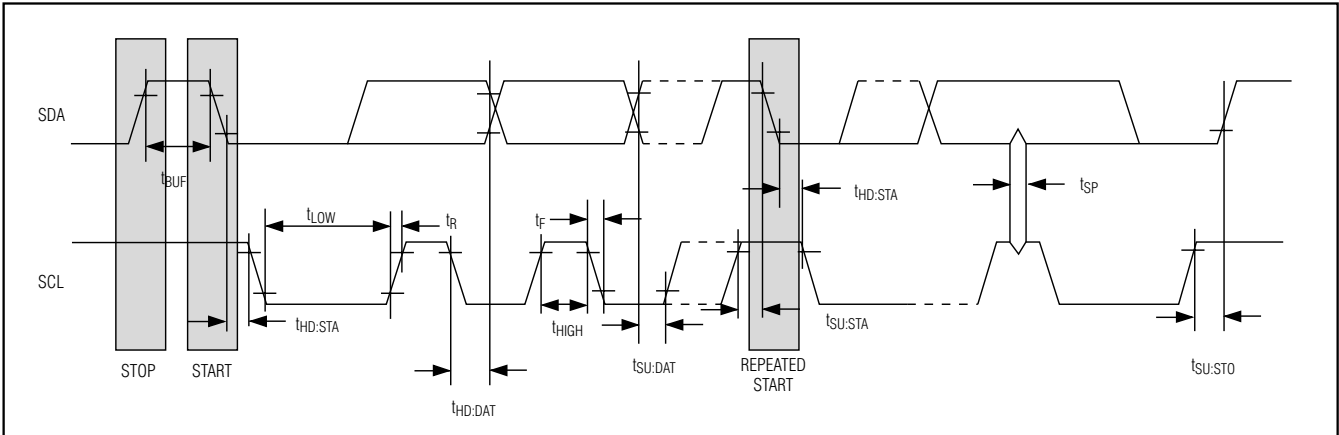 SDA
tBUF
tHD:STA
tSP
tLOW
tR
tF
SCL
tHD:STA
tHIGH
tSU:STA
tSU:DAT
STOP
START
REPEATED
START
tSU:STO
tHD:DAT